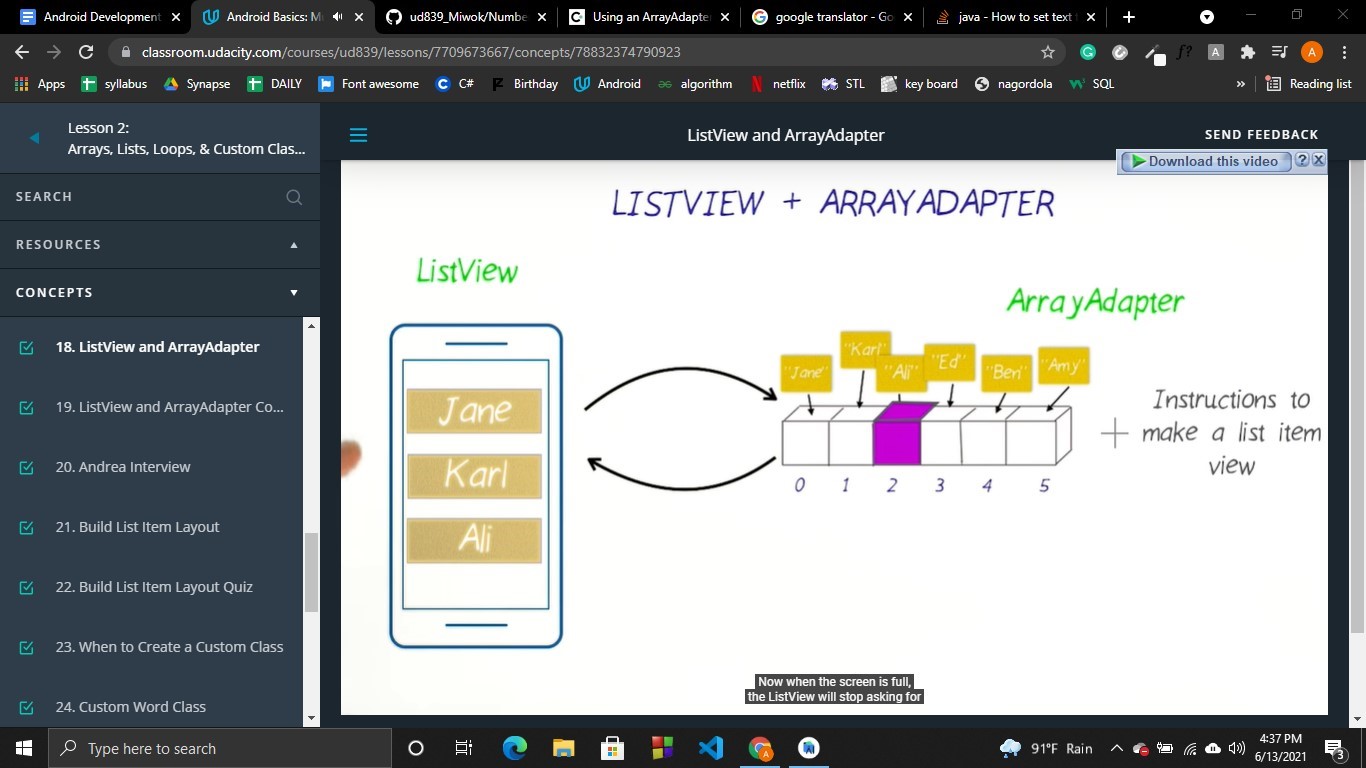 Android Development
Android Basics: M
ud839_Miwok/Numbe
Using an ArrayAdapte
google translator - Go
java - How to set text
classroom.udacity.com/courses/ud839/lessons/7709673667/concepts/78832374790923
Apps
syllabus
Synapse
DAILY
Font awesome
C#
Birthday
Android
algorithm
netflix
STL
key board
nagordola
SQL
»
Reading list
Lesson 2:
Arrays, Lists, Loops, & Custom Clas...
ListView and ArrayAdapter
SEND FEEDBACK
Download this video
SEARCH
RESOURCES
CONCEPTS
18. ListView and ArrayAdapter
19. ListView and ArrayAdapter Co...
20. Andrea Interview
21. Build List Item Layout
22. Build List Item Layout Quiz
23. When to Create a Custom Class
24. Custom Word Class
LISTVIEW + ARRAYADAPTER
ListView
ArrayAdapter
Jane
Karl
Ali
"Jane"
"Karl"
"Ali"
"Ed"
"Ben"
"Amy"
0 1 2 3 4 5
+
Instructions to
make a list item
view
Now when the screen is full,
the ListView will stop asking for
Type here to search
91°F Rain
4:37 PM
6/13/2021
3